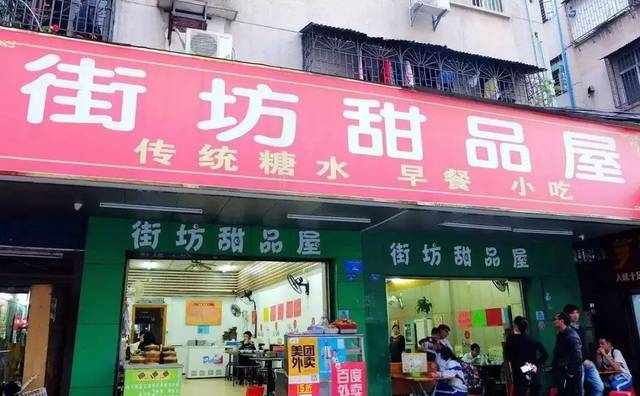 街坊甜品屋
传统糖水 早餐 小吃
街坊甜品屋
街坊甜品屋
美团
外卖
百度
外卖